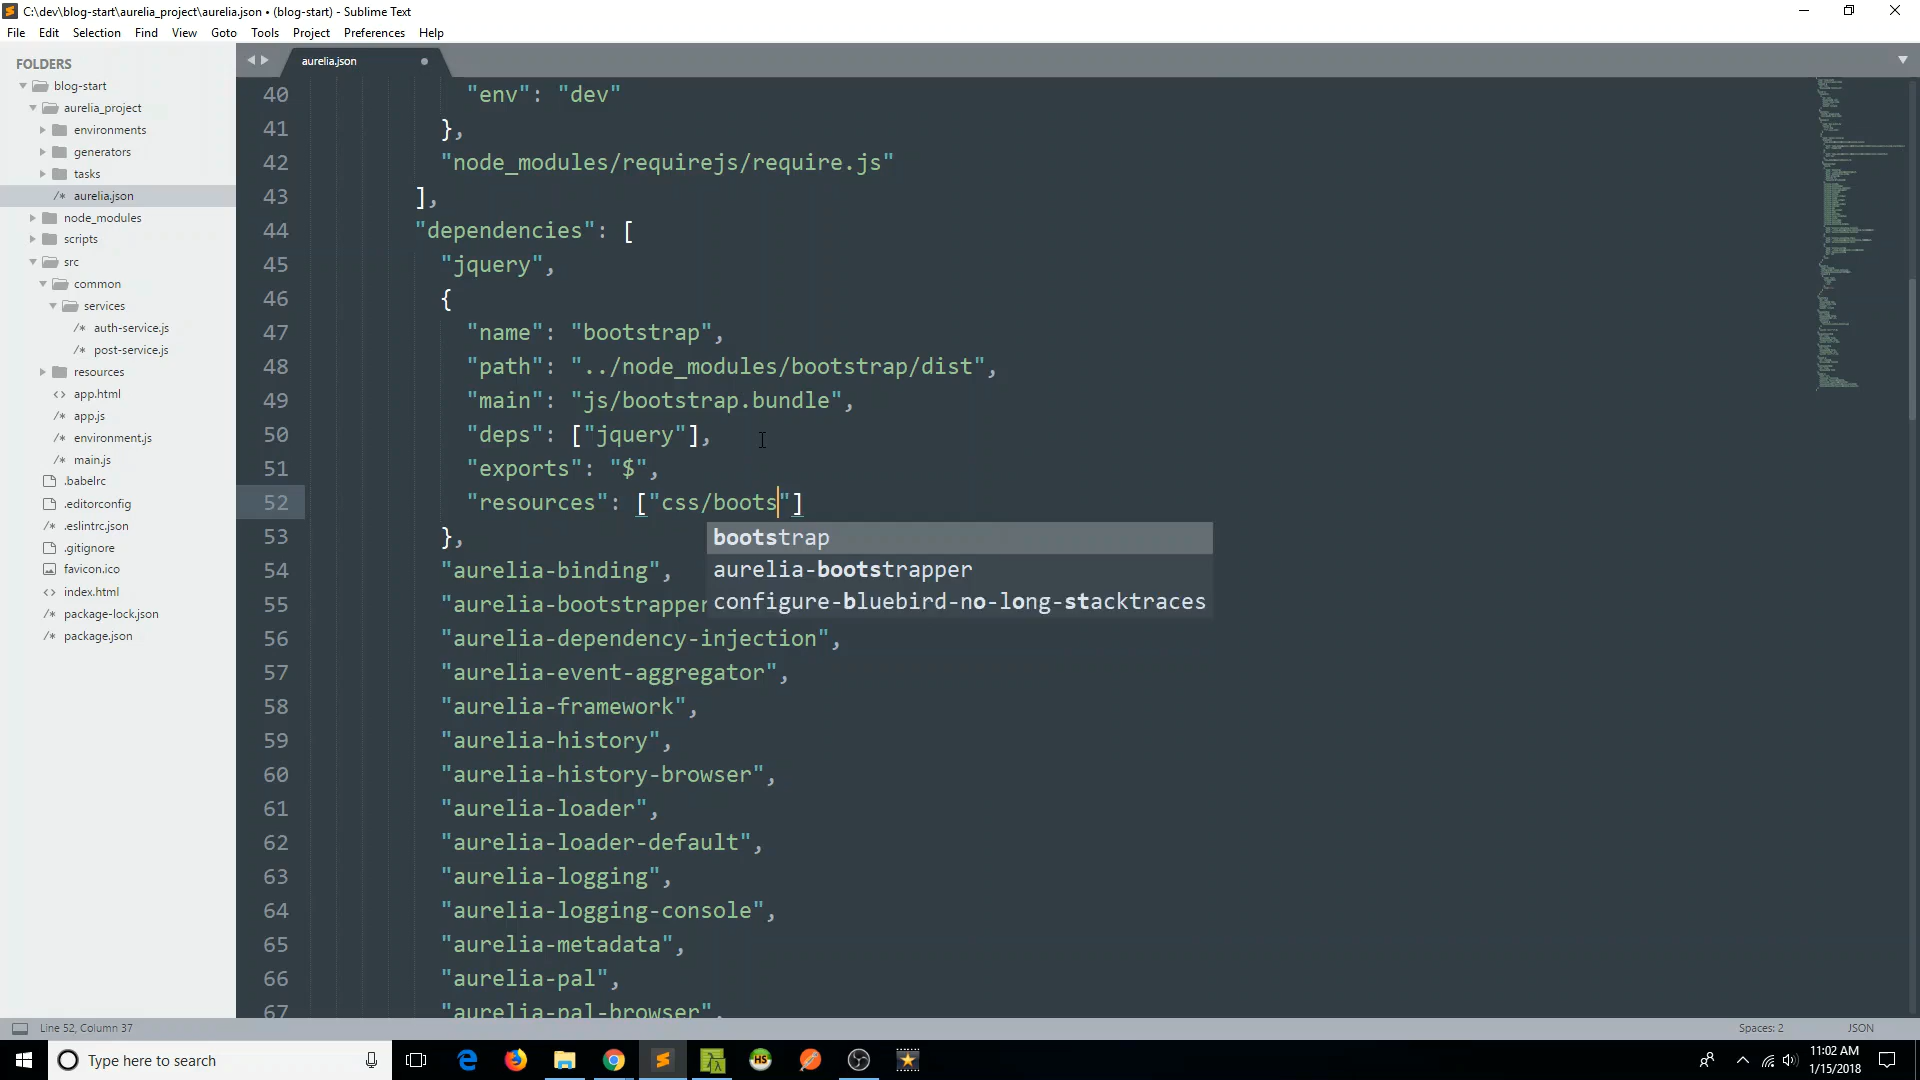 C:\dev\blog-start\aurelia_project\aurelia.json • (blog-start) - Sublime Text
File Edit Selection Find View Goto Tools Project Preferences Help
FOLDERS
blog-start
aurelia_project
environments
generators
tasks
/* aurelia.json
node_modules
scripts
src
common
services
/* auth-service.js
/* post-service.js
resources
<> app.html
/* app.js
/* environment.js
/* main.js
.babelrc
.editorconfig
/* .eslintrc.json
.gitignore
favicon.ico
<> index.html
/* package-lock.json
/* package.json
aurelia.json
40 "env": "dev"
41 },
42 "node_modules/requirejs/require.js"
43 ],
44 "dependencies": [
45 "jquery",
46 {
47 "name": "bootstrap",
48 "path": "../node_modules/bootstrap/dist",
49 "main": "js/bootstrap.bundle",
50 "deps": ["jquery"],
51 "exports": "$",
52 "resources": ["css/boots"]
53 },
54 "aurelia-binding",
55 "aurelia-bootstrapper
56 "aurelia-dependency-injection",
57 "aurelia-event-aggregator",
58 "aurelia-framework",
59 "aurelia-history",
60 "aurelia-history-browser",
61 "aurelia-loader",
62 "aurelia-loader-default",
63 "aurelia-logging",
64 "aurelia-logging-console",
65 "aurelia-metadata",
66 "aurelia-pal",
67 "aurelia-pal-browser",
bootstrap
aurelia-bootstrapper
configure-bluebird-no-long-stacktraces
Line 52, Column 37
Spaces: 2
JSON
Type here to search
HS
11:02 AM
1/15/2018